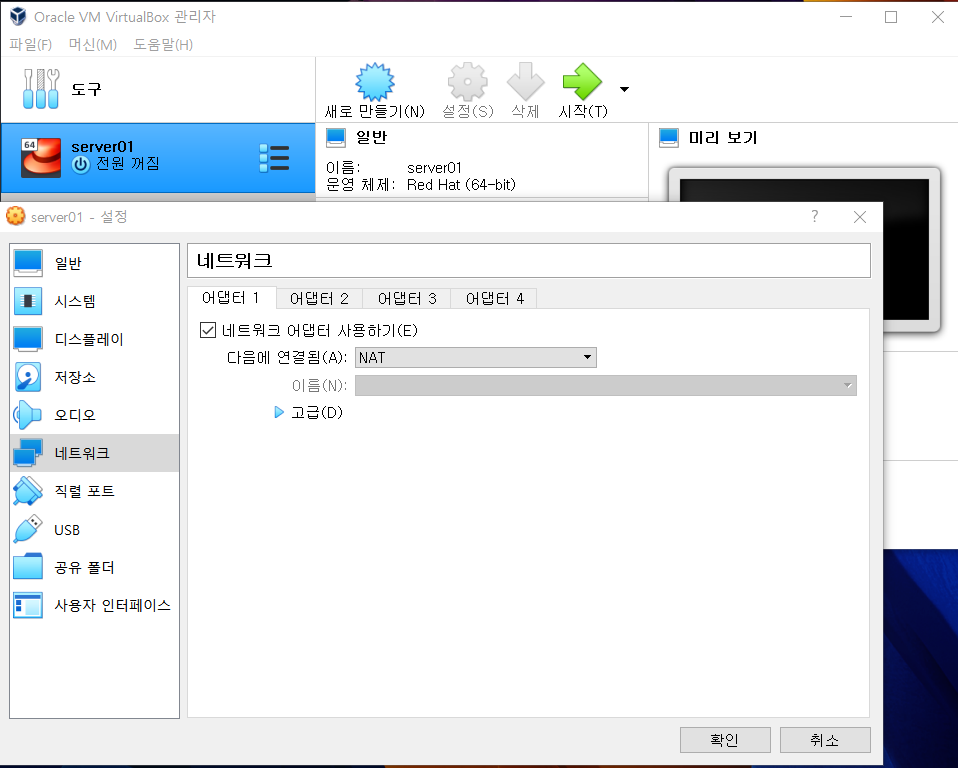 Oracle VM VirtualBox 관리자
파일(F) 머신(M) 도움말(H)
도구
새로 만들기(N) 설정(S) 삭제 시작(T)
64
server01
전원 꺼짐
일반
이름: server01
운영 체제: Red Hat (64-bit)
미리 보기
server01 - 설정
?
일반
시스템
디스플레이
저장소
오디오
네트워크
직렬 포트
USB
공유 폴더
사용자 인터페이스
네트워크
어댑터 1 어댑터 2 어댑터 3 어댑터 4
네트워크 어댑터 사용하기(E)
다음에 연결됨(A): NAT
이름(N):
고급(D)
확인 취소